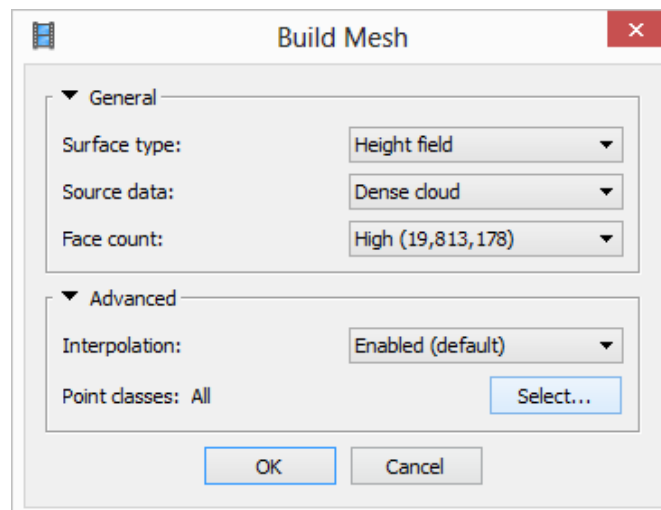 Build Mesh
General
Surface type: Height field
Source data: Dense cloud
Face count: High (19,813,178)
Advanced
Interpolation: Enabled (default)
Point classes: All Select...
OK Cancel